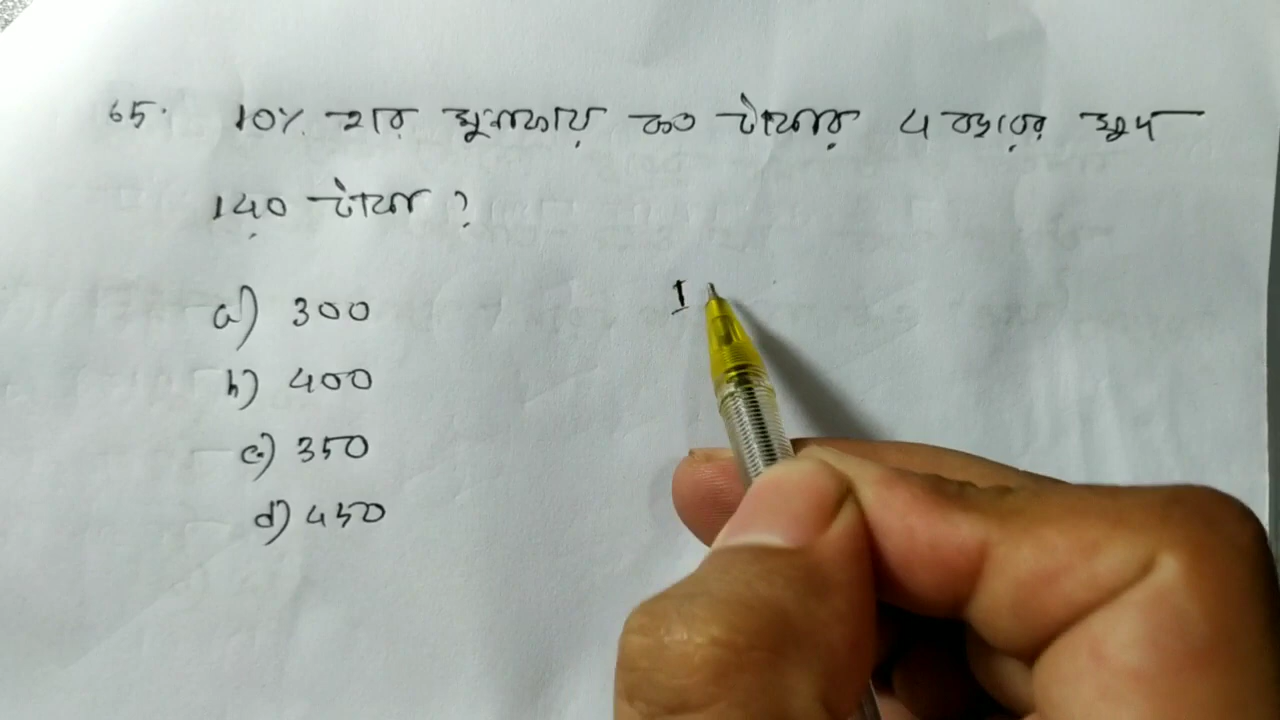 65. 10% হার মুনাফায় কত টাকার 4 বছরের সুদ
140 টাকা ?
a) 300
b) 400
c) 350
d) 450
I